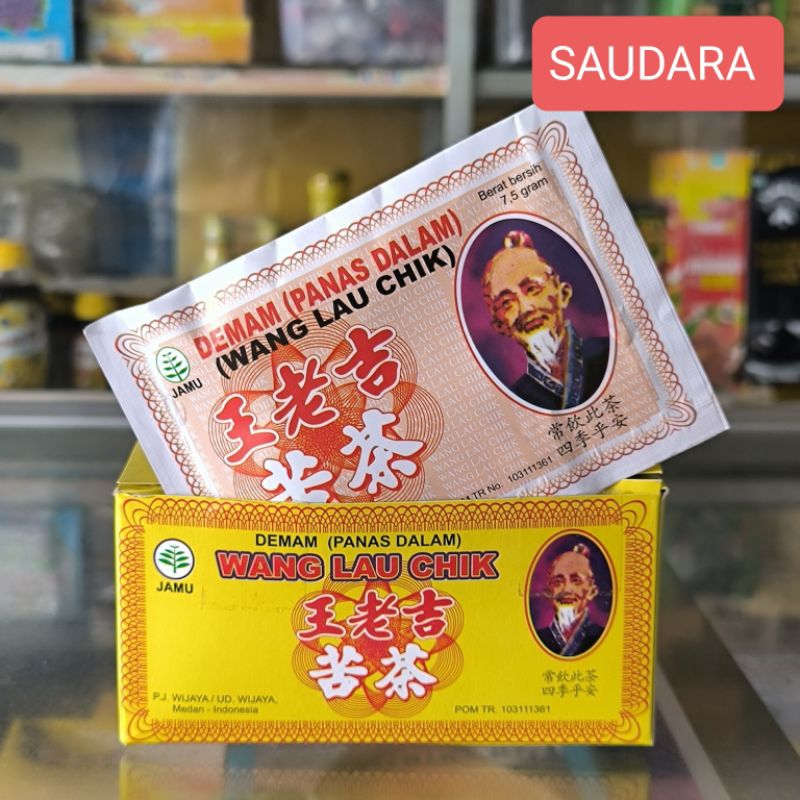 SAUDARA
Berat bersih
7,5 gram
DEMAM (PANAS DALAM)
(WANG LAU CHIK)
JAMU
王老吉
苦茶
常飲此茶
四季平安
POM TR No. 103111361
DEMAM (PANAS DALAM)
WANG LAU CHIK
JAMU
王老吉
苦茶
常飲此茶
四季平安
P.J. WIJAYA / UD. WIJAYA,
Medan - Indonesia
POM TR. 103111361